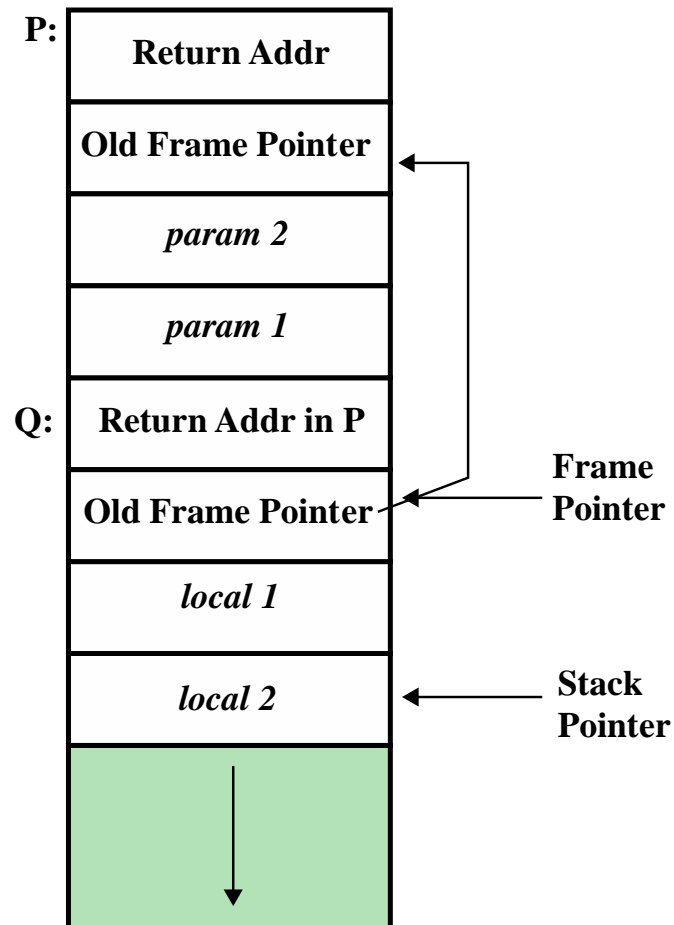 P:
Return Addr
Old Frame Pointer
param 2
param 1
Q:
Return Addr in P
Old Frame Pointer
Frame
Pointer
local 1
local 2
Stack
Pointer